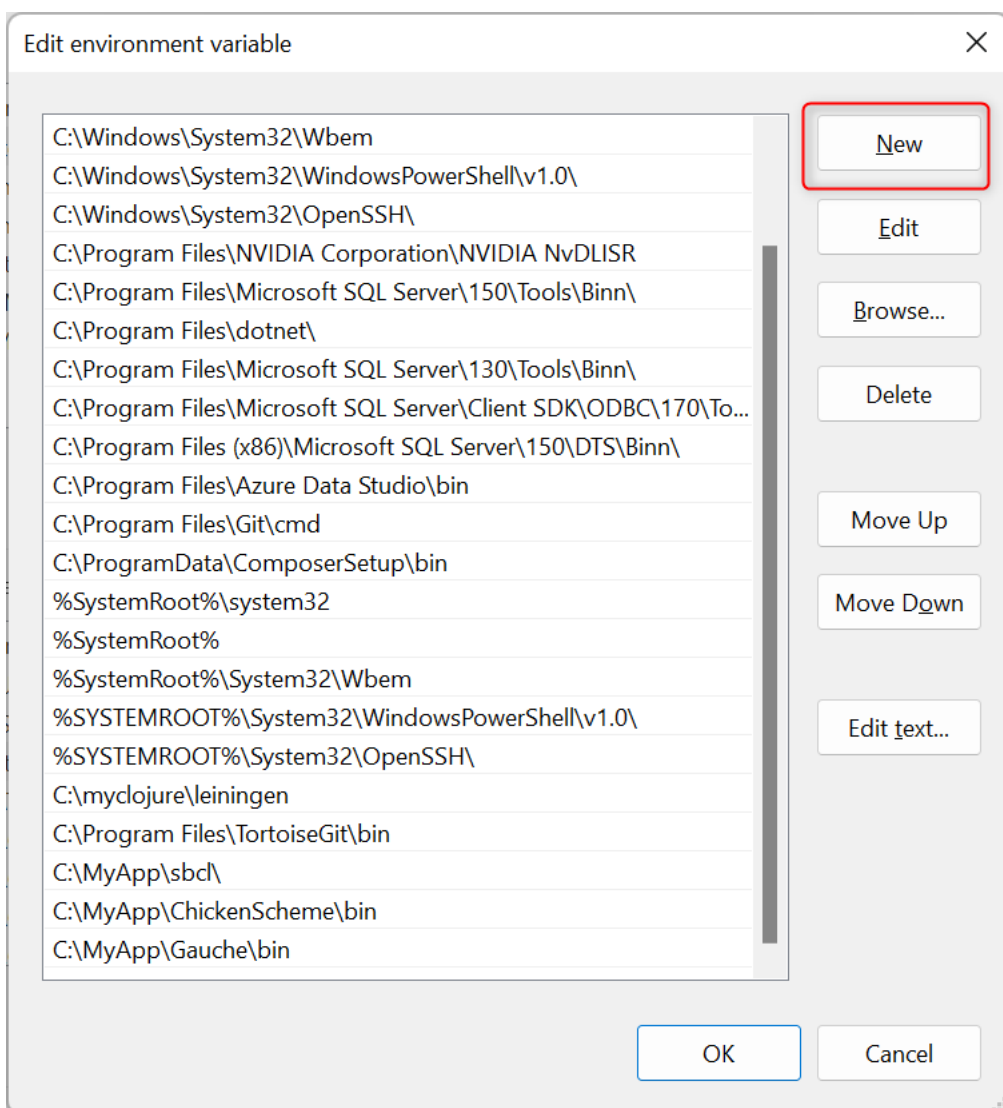 Edit environment variable
C:\Windows\System32\Wbem
C:\Windows\System32\WindowsPowerShell\v1.0\
C:\Windows\System32\OpenSSH\
C:\Program Files\NVIDIA Corporation\NVIDIA NvDLISR
C:\Program Files\Microsoft SQL Server\150\Tools\Binn\
C:\Program Files\dotnet\
C:\Program Files\Microsoft SQL Server\130\Tools\Binn\
C:\Program Files\Microsoft SQL Server\Client SDK\ODBC\170\To...
C:\Program Files (x86)\Microsoft SQL Server\150\DTS\Binn\
C:\Program Files\Azure Data Studio\bin
C:\Program Files\Git\cmd
C:\ProgramData\ComposerSetup\bin
%SystemRoot%\system32
%SystemRoot%
%SystemRoot%\System32\Wbem
%SYSTEMROOT%\System32\WindowsPowerShell\v1.0\
%SYSTEMROOT%\System32\OpenSSH\
C:\myclojure\leiningen
C:\Program Files\TortoiseGit\bin
C:\MyApp\sbcl\
C:\MyApp\ChickenScheme\bin
C:\MyApp\Gauche\bin
New
Edit
Browse...
Delete
Move Up
Move Down
Edit text...
OK
Cancel